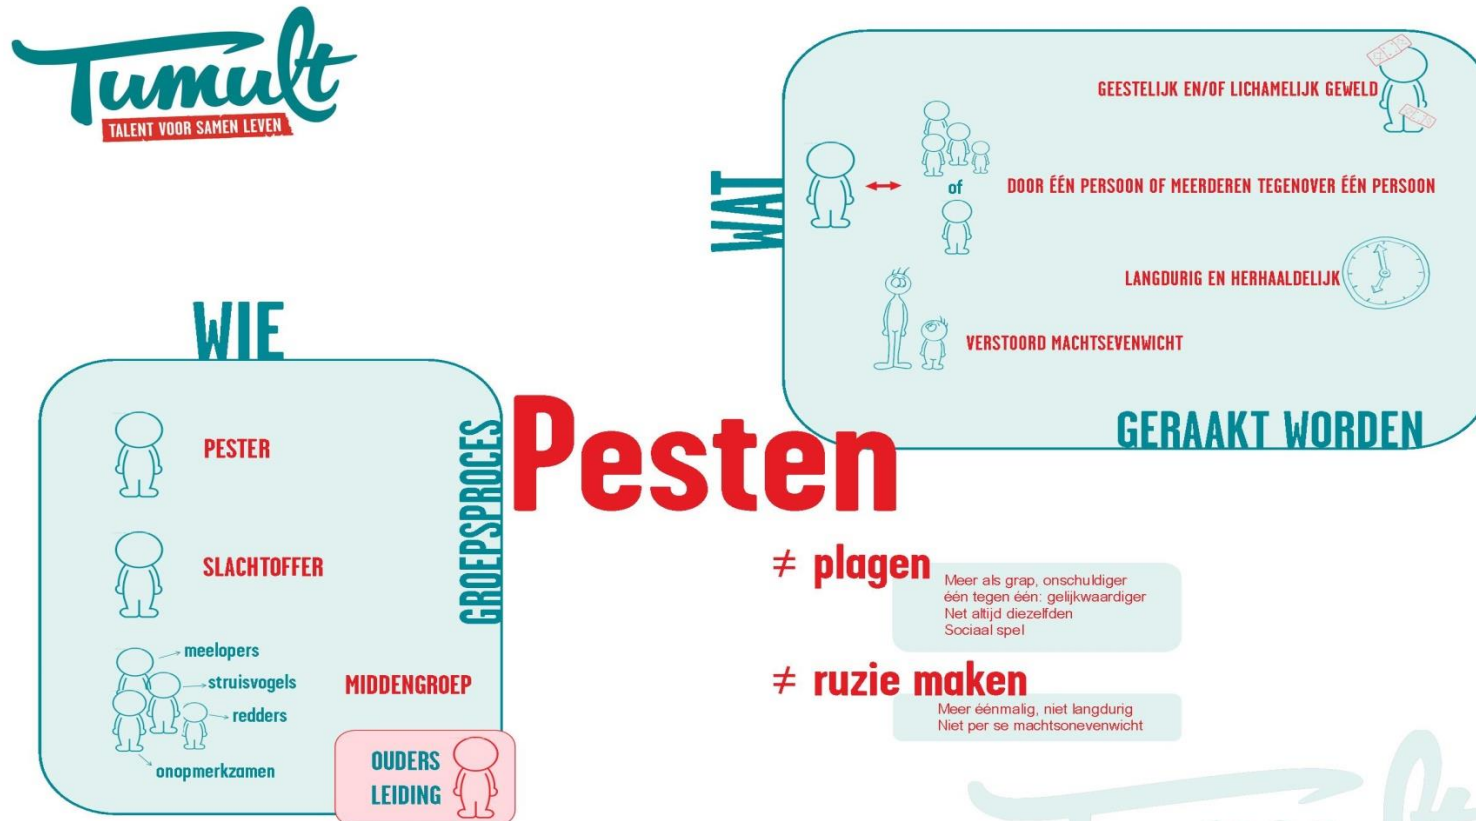 Tumult
TALENT VOOR SAMEN LEVEN
WAT
GEESTELIJK EN/OF LICHAMELIJK GEWELD
of
DOOR ÉÉN PERSOON OF MEERDEREN TEGENOVER ÉÉN PERSOON
LANGDURIG EN HERHAALDELIJK
VERSTOORD MACHTSEVENWICHT
GERAAKT WORDEN
WIE
PESTER
SLACHTOFFER
meelopers
struisvogels
redders
onopmerkzamen
MIDDENGROEP
OUDERS
LEIDING
GROEPSPROCES
Pesten
≠ plagen
Meer als grap, onschuldiger
één tegen één: gelijkwaardiger
Net altijd diezelfden
Sociaal spel
≠ ruzie maken
Meer éénmalig, niet langdurig
Niet per se machtsonevenwicht